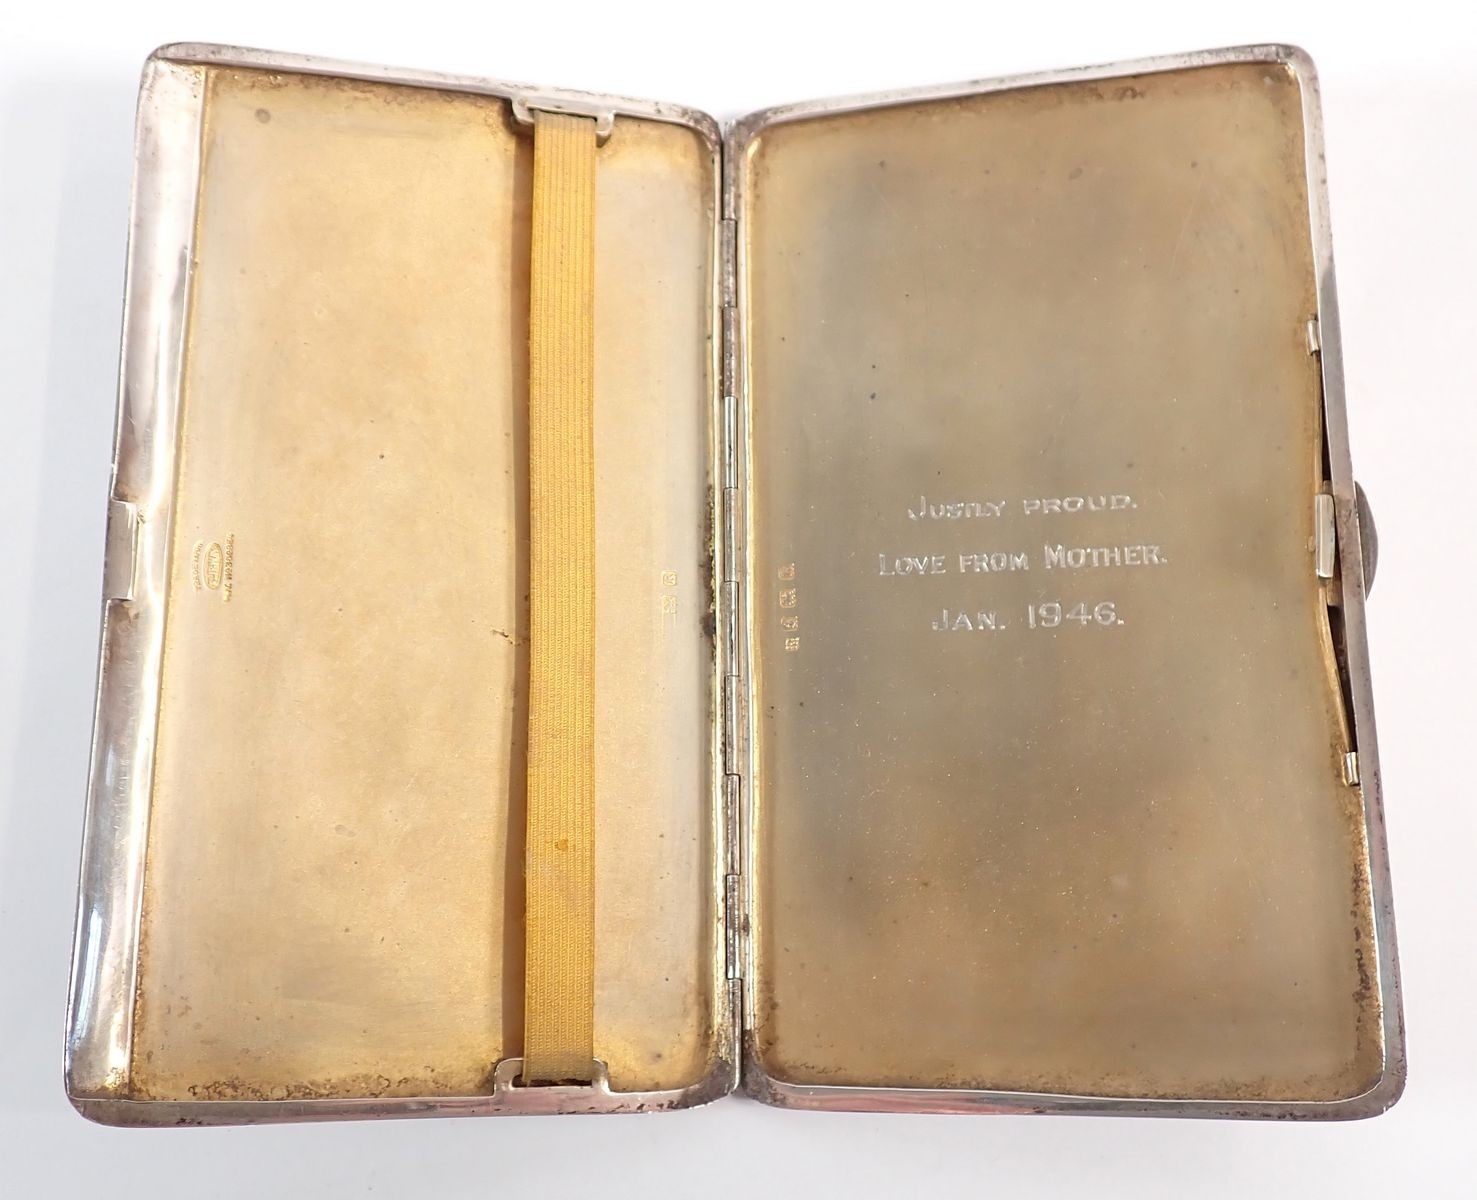 JUSTLY PROUD.
LOVE FROM MOTHER.
JAN. 1946.